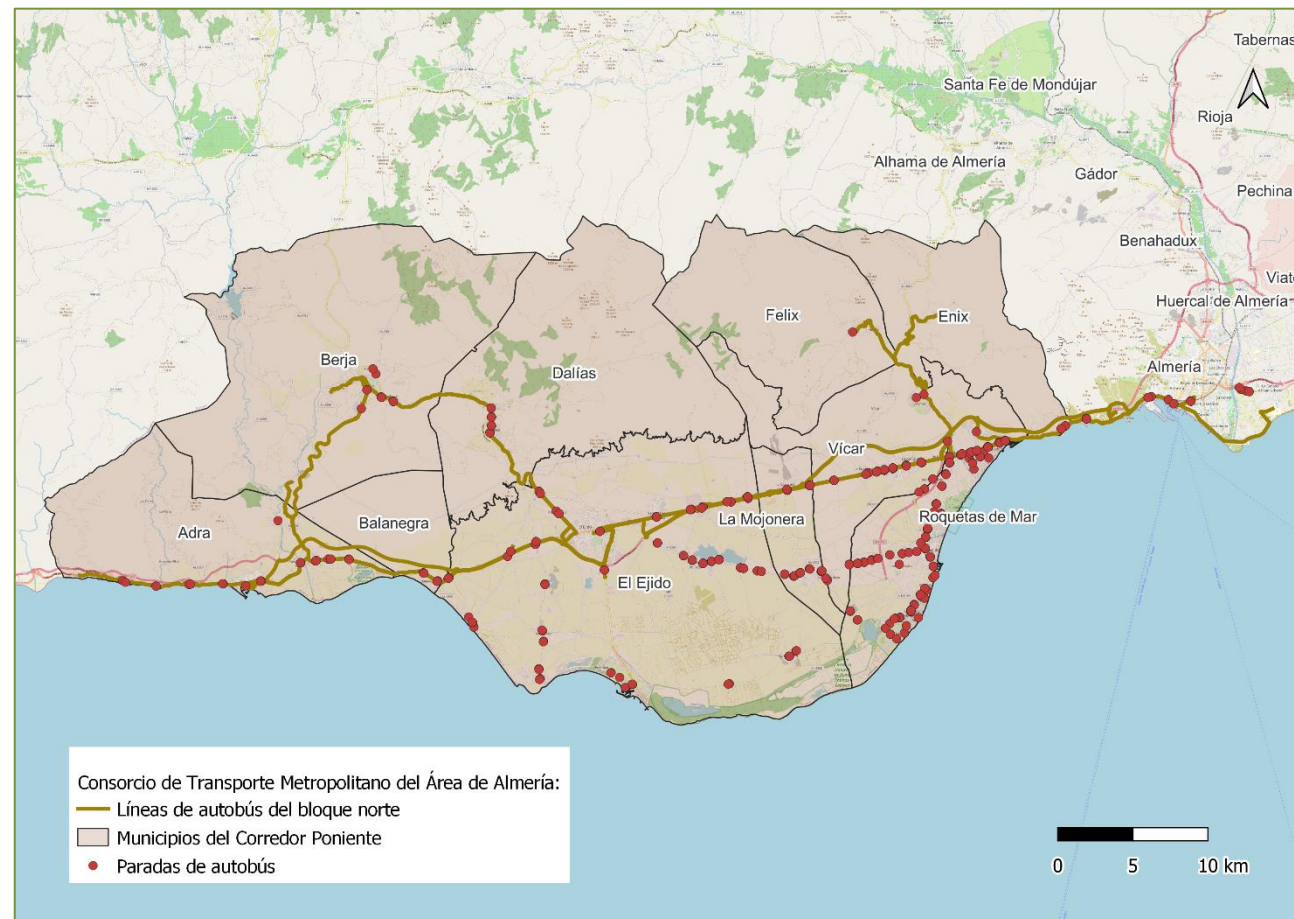 Tabernas
Santa Fe de Mondújar
Rioja
Alhama de Almería
Gádor
Pechina
Benahadux
Viat
Huercal de Almería
Felix
Enix
Berja
Dalías
Almería
Vícar
Adra
Balanegra
La Mojonera
Roquetas de Mar
El Ejido
Consorcio de Transporte Metropolitano del Área de Almería:
Líneas de autobús del bloque norte
Municipios del Corredor Poniente
Paradas de autobús
0 5 10 km